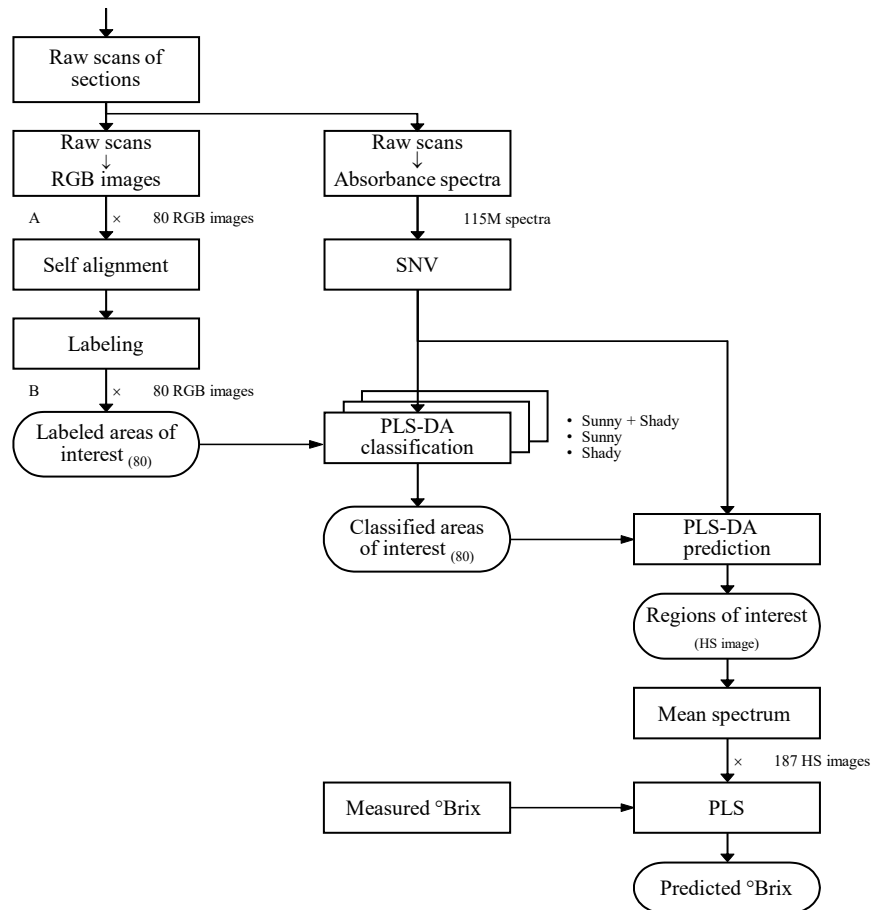 Raw scans of
sections
Raw scans
↓
RGB images
Raw scans
↓
Absorbance spectra
A × 80 RGB images
115M spectra
Self alignment
SNV
Labeling
B × 80 RGB images
Labeled areas of
interest (80)
PLS-DA
classification
• Sunny + Shady
• Sunny
• Shady
Classified areas
of interest (80)
PLS-DA
prediction
Regions of interest
(HS image)
Mean spectrum
× 187 HS images
Measured °Brix
PLS
Predicted °Brix